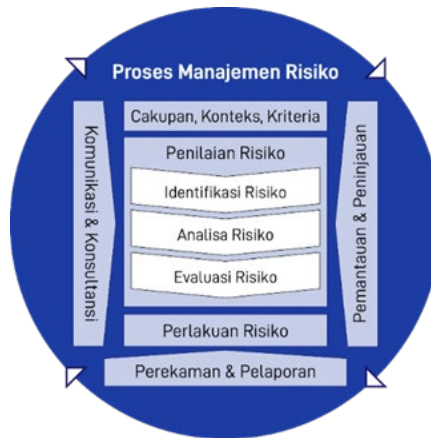 Proses Manajemen Risiko
Komunikasi & Konsultansi
Cakupan, Konteks, Kriteria
Penilaian Risiko
Identifikasi Risiko
Analisa Risiko
Evaluasi Risiko
Perlakuan Risiko
Pemantauan & Peninjauan
Perekaman & Pelaporan